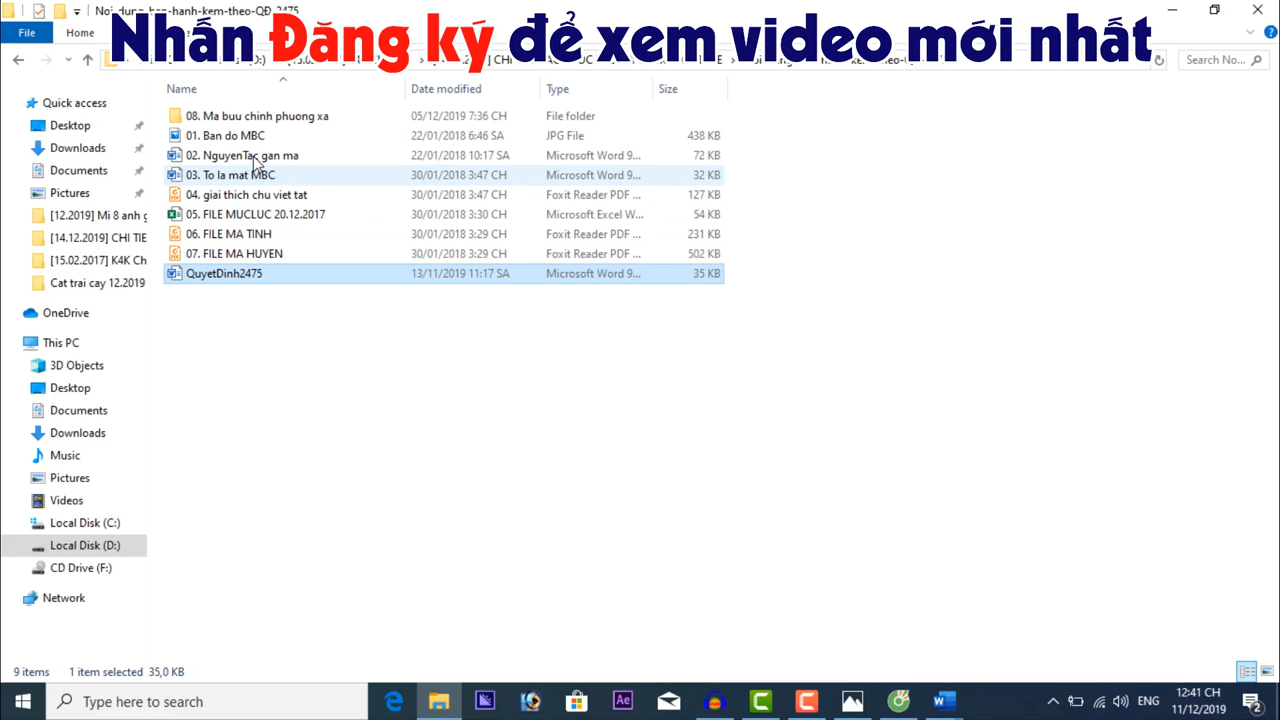 Noi_dung_ban_hanh_kem_theo_QĐ_2475
Nhấn Đăng ký để xem video mới nhất
File
Home
Search No...
Name
Date modified
Type
Size
Quick access
Desktop
Downloads
Documents
Pictures
[12.2019] Mi 8 anh g
[14.12.2019] CHI TIE
[15.02.2017] K4K Ch
Cat trai cay 12.2019
OneDrive
This PC
3D Objects
Desktop
Documents
Downloads
Music
Pictures
Videos
Local Disk (C:)
Local Disk (D:)
CD Drive (F:)
Network
08. Ma buu chinh phuong xa 05/12/2019 7:36 CH File folder
01. Ban do MBC 22/01/2018 6:46 SA JPG File 438 KB
02. NguyenTac gan ma 22/01/2018 10:17 SA Microsoft Word 9... 72 KB
03. To la mat MBC 30/01/2018 3:47 CH Microsoft Word 9... 32 KB
04. giai thich chu viet tat 30/01/2018 3:47 CH Foxit Reader PDF ... 127 KB
05. FILE MUCLUC 20.12.2017 30/01/2018 3:30 CH Microsoft Excel W... 54 KB
06. FILE MA TINH 30/01/2018 3:29 CH Foxit Reader PDF ... 231 KB
07. FILE MA HUYEN 30/01/2018 3:29 CH Foxit Reader PDF ... 502 KB
QuyetDinh2475 13/11/2019 11:17 SA Microsoft Word 9... 35 KB
9 items 1 item selected 35,0 KB
Type here to search
ENG
12:41 CH
11/12/2019